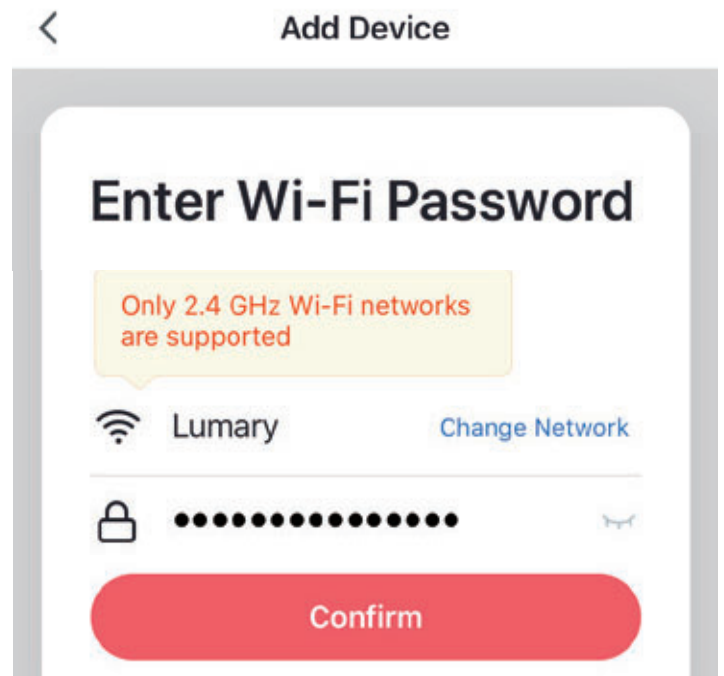 Add Device
Enter Wi-Fi Password
Only 2.4 GHz Wi-Fi networks
are supported
Lumary
Change Network
●●●●●●●●●●●●●●●
Confirm